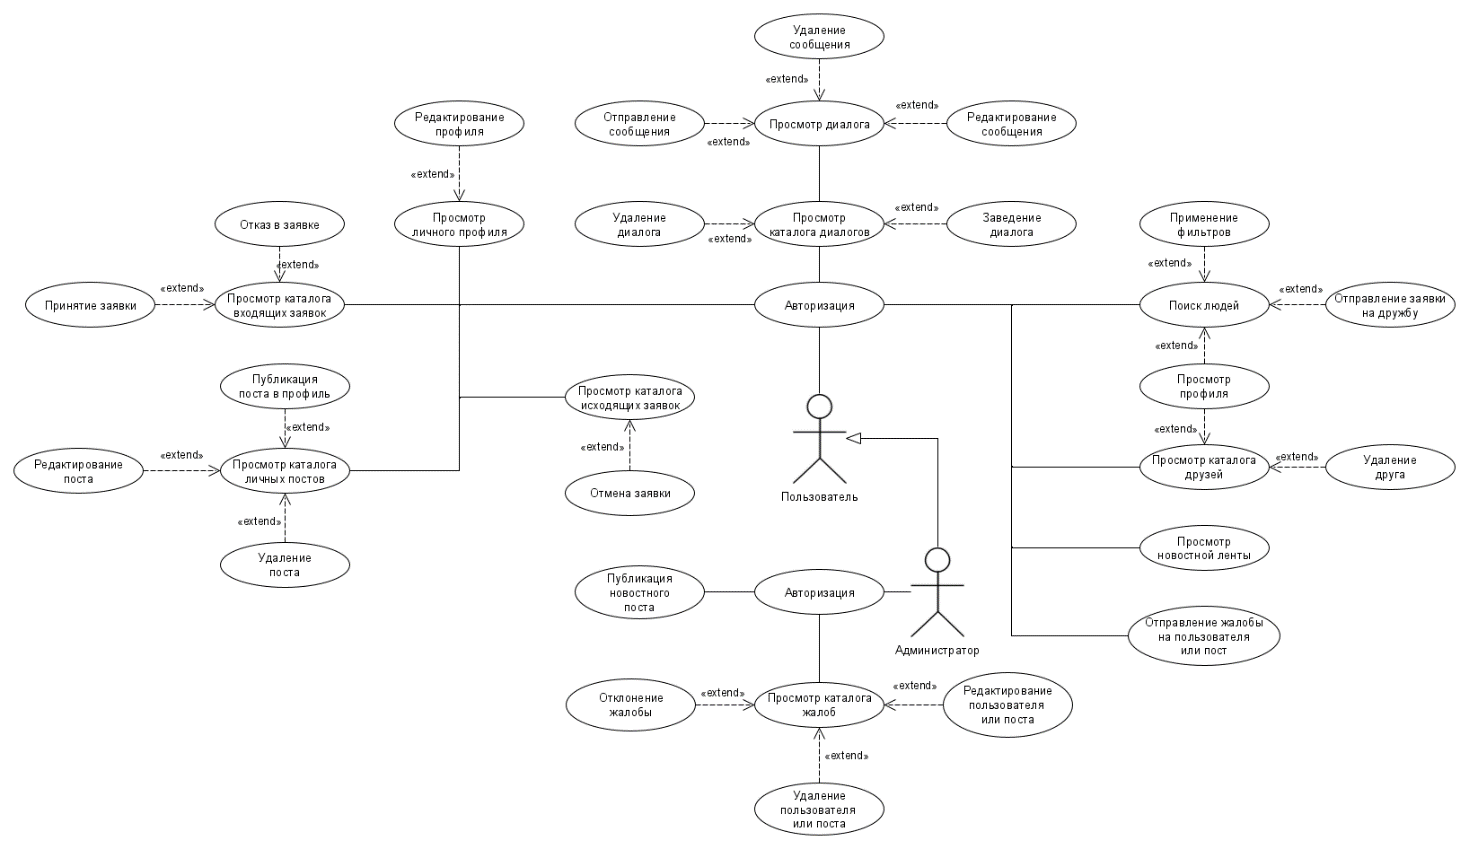 Удаление
сообщения
«extend»
Редактирование
профиля
Отправление
сообщения
«extend»
Просмотр диалога
«extend»
Редактирование
сообщения
«extend»
Отказ в заявке
«extend»
Просмотр
личного профиля
Удаление
диалога
«extend»
Просмотр
каталога диалогов
«extend»
Заведение
диалога
Применение
фильтров
«extend»
Принятие заявки
«extend»
Просмотр каталога
входящих заявок
Авторизация
Поиск людей
«extend»
Отправление заявки
на дружбу
«extend»
Публикация
поста в профиль
«extend»
Просмотр каталога
исходящих заявок
«extend»
Отмена заявки
Просмотр
профиля
«extend»
Редактирование
поста
«extend»
Просмотр каталога
личных постов
«extend»
Удаление
поста
Пользователь
Просмотр каталога
друзей
«extend»
Удаление
друга
Просмотр
новостной ленты
Публикация
новостного
поста
Авторизация
Администратор
Отправление жалобы
на пользователя
или пост
Отклонение
жалобы
«extend»
Просмотр каталога
жалоб
«extend»
Редактирование
пользователя
или поста
«extend»
Удаление
пользователя
или поста